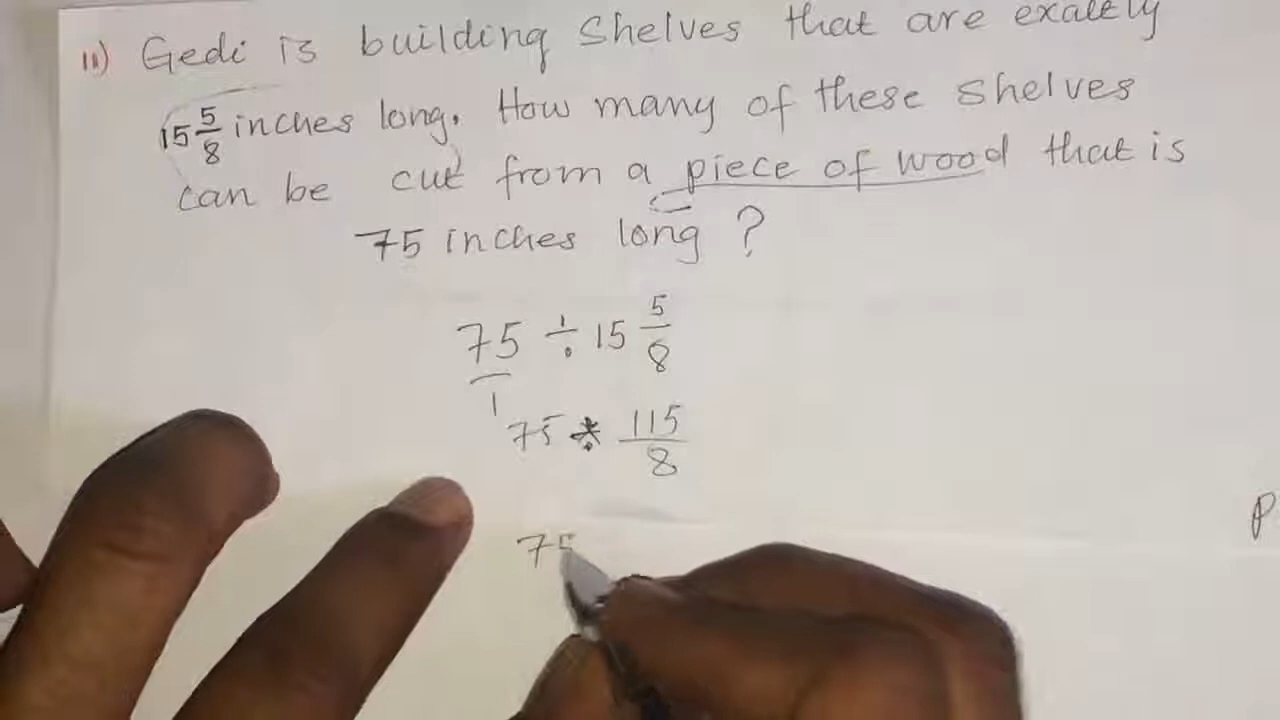 11) Gedi is building Shelves that are exaltly
15 5/8 inches long. How many of these shelves
can be cut from a piece of wood that is
75 inches long ?
75/1 ÷ 15 5/8
75 ÷ 115/8
75
P